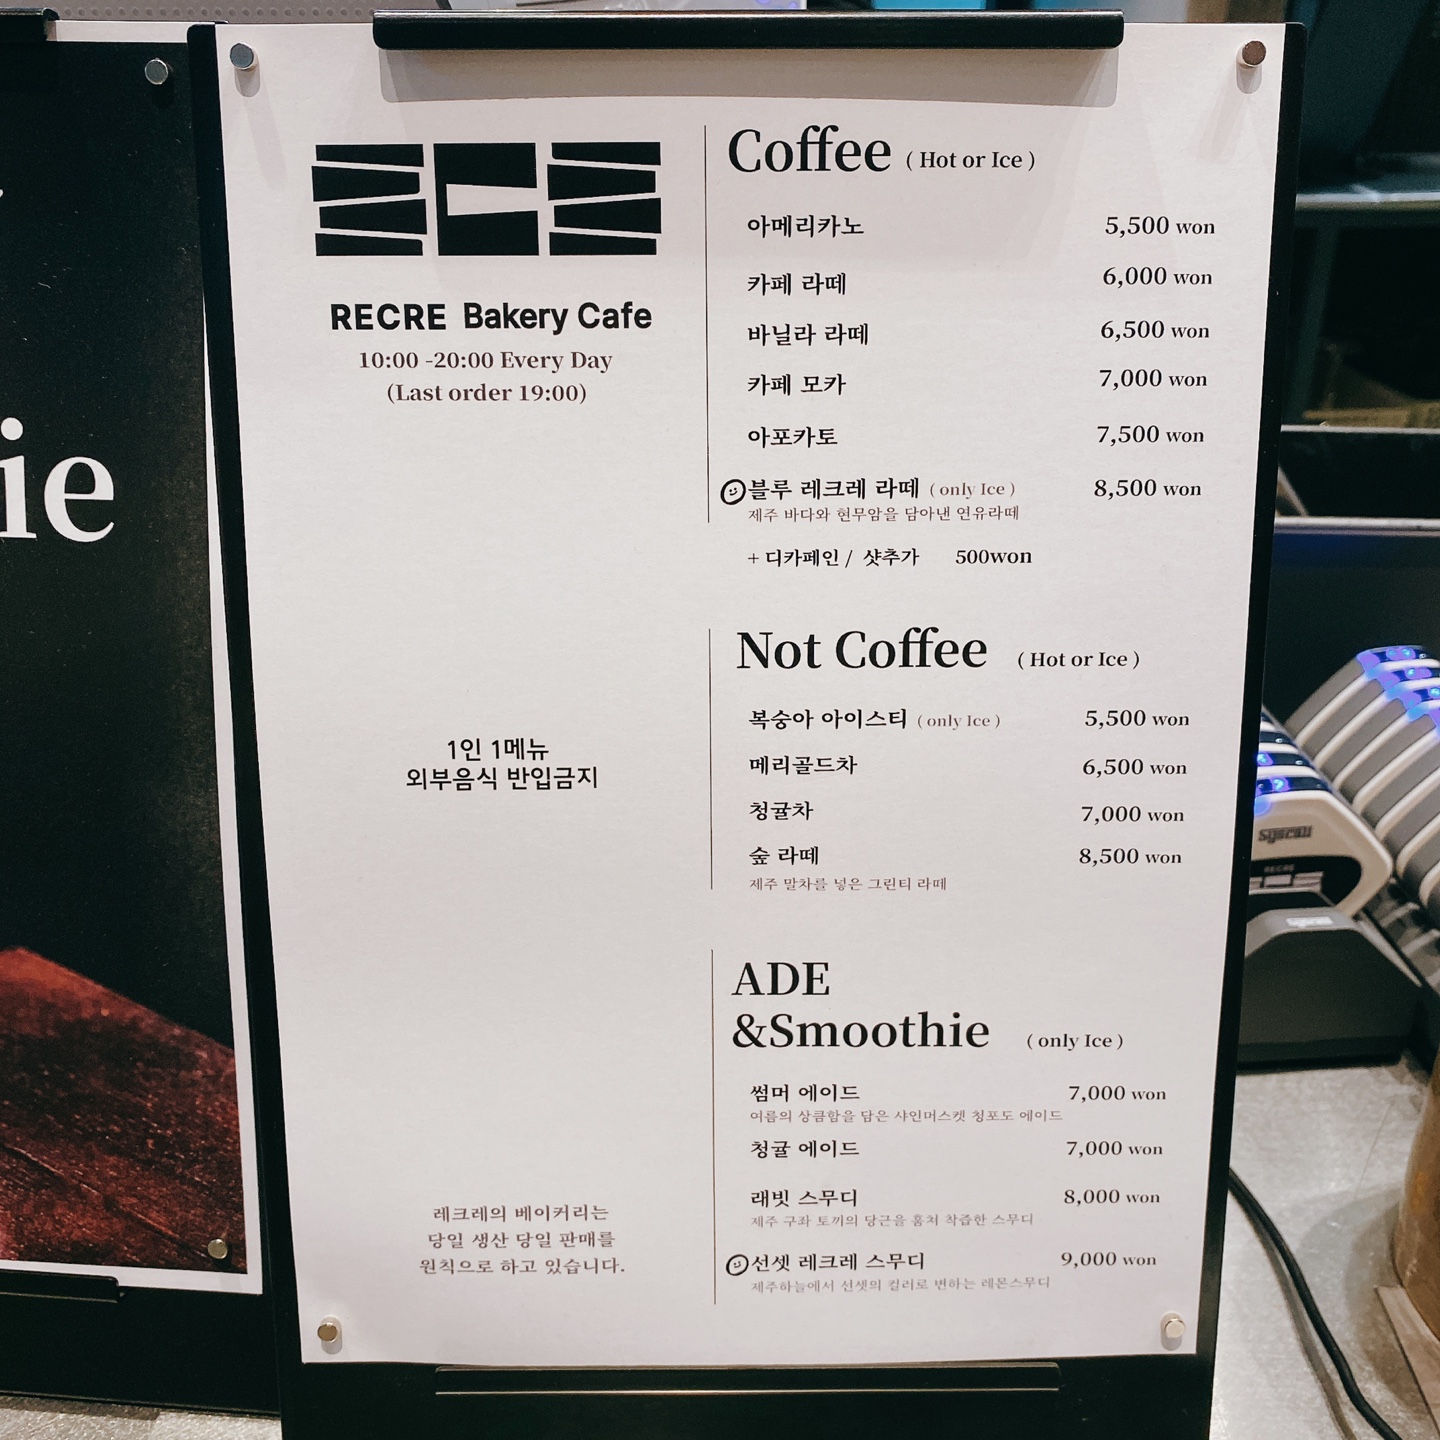 ie
RECRE Bakery Cafe
10:00 -20:00 Every Day
(Last order 19:00)
1인 1메뉴
외부음식 반입금지
레크레의 베이커리는
당일 생산 당일 판매를
원칙으로 하고 있습니다.
Coffee ( Hot or Ice )
아메리카노 5,500 won
카페 라떼 6,000 won
바닐라 라떼 6,500 won
카페 모카 7,000 won
아포카토 7,500 won
블루 레크레 라떼 ( only Ice ) 8,500 won
제주 바다와 현무암을 담아낸 연유라떼
+ 디카페인 / 샷추가 500won
Not Coffee ( Hot or Ice )
복숭아 아이스티 ( only Ice ) 5,500 won
메리골드차 6,500 won
청귤차 7,000 won
숲 라떼 8,500 won
제주 말차를 넣은 그린티 라떼
ADE
&Smoothie ( only Ice )
썸머 에이드 7,000 won
여름의 상큼함을 담은 샤인머스켓 청포도 에이드
청귤 에이드 7,000 won
래빗 스무디 8,000 won
제주 구좌 토끼의 당근을 훔쳐 착즙한 스무디
선셋 레크레 스무디 9,000 won
제주하늘에서 선셋의 컬러로 변하는 레몬스무디
Syscall
RECRE